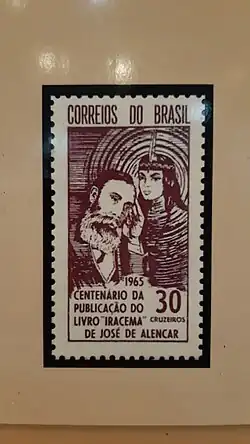 CORREIOS DO BRASIL
1965
CENTENÁRIO DA
PUBLICAÇÃO DO 30
LIVRO "IRACEMA" CRUZEIROS
DE JOSÉ DE ALENCAR